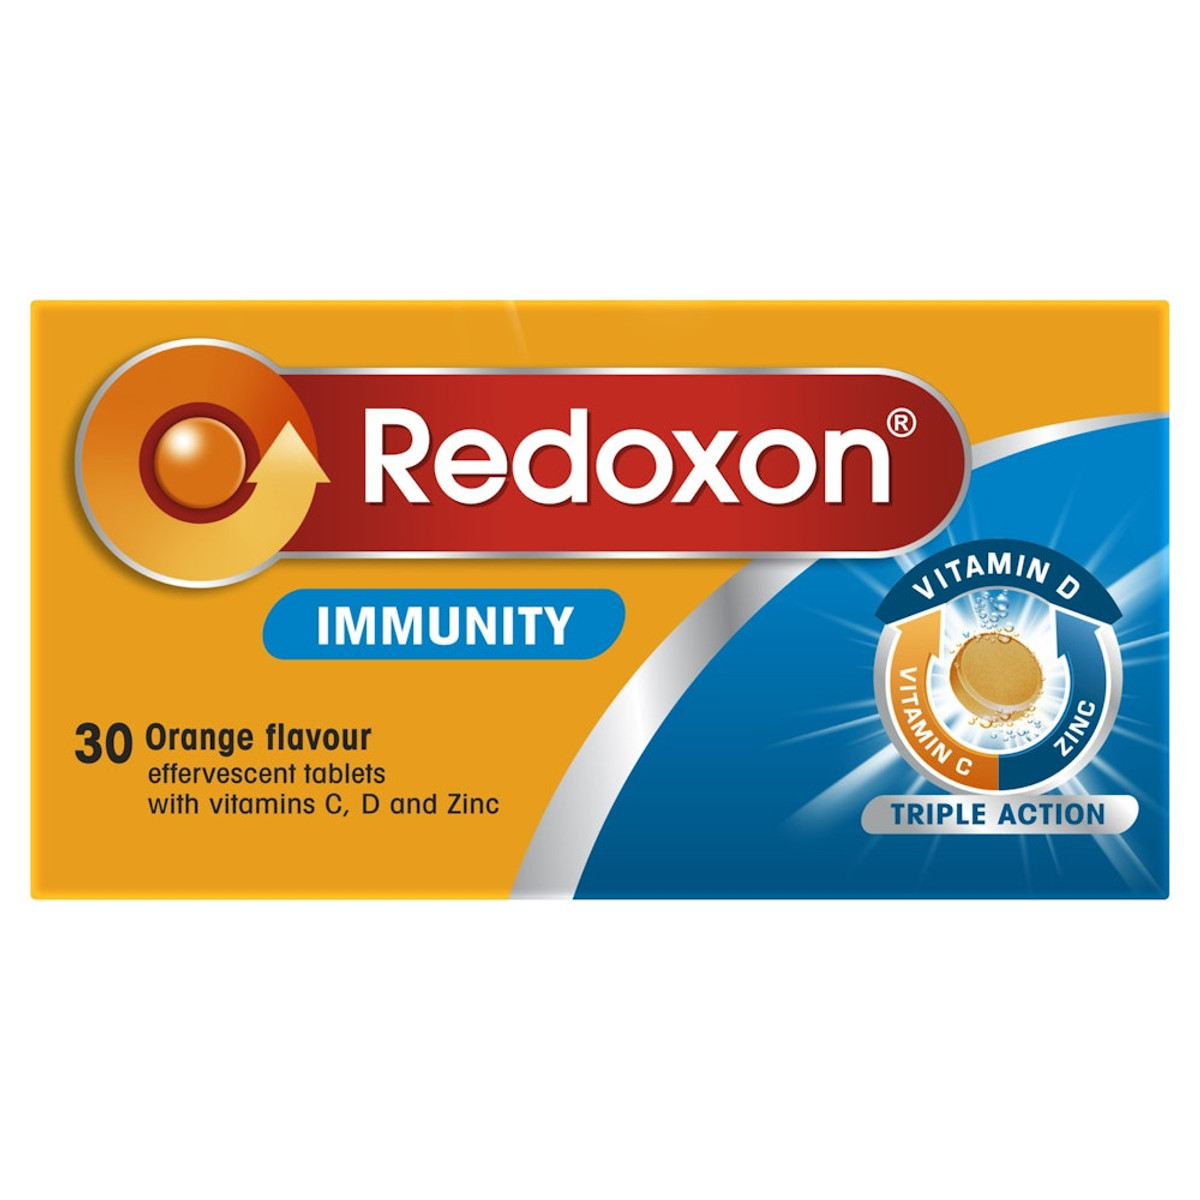 Redoxon®
IMMUNITY
30 Orange flavour
effervescent tablets
with vitamins C, D and Zinc
VITAMIN D
VITAMIN C
ZINC
TRIPLE ACTION